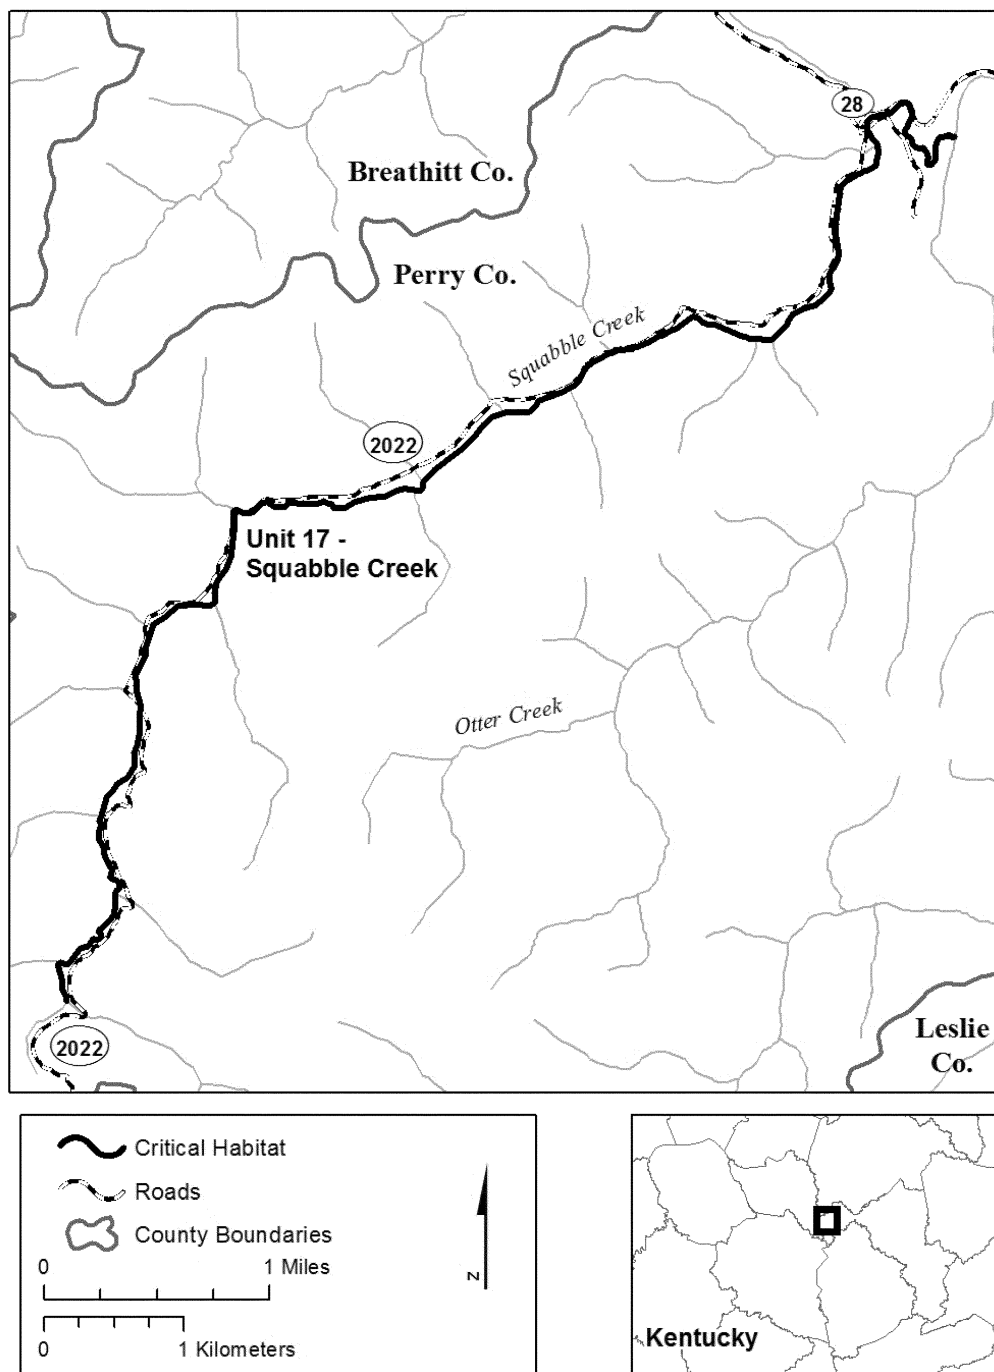 28
Breathitt Co.
Perry Co.
Squabble Creek
2022
Unit 17 -
Squabble Creek
Otter Creek
Leslie
Co.
2022
Critical Habitat
Roads
County Boundaries
0 1 Miles
0 1 Kilometers
N
Kentucky